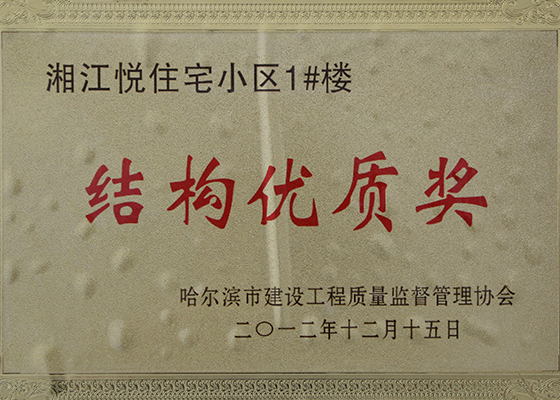 湘江悦住宅小区1#楼
结构优质奖
哈尔滨市建设工程质量监督管理协会
二〇一二年十二月十五日